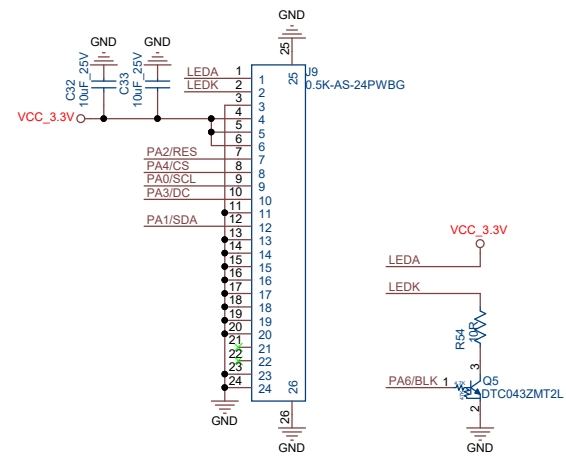 GND
25
GND
GND
C32
10uF_25V
C33
10uF_25V
J9
0.5K-AS-24PWBG
25
LEDA
1
1
LEDK
2
2
3
3
VCC_3.3V
4
4
5
5
6
6
PA2/RES
7
7
PA4/CS
8
8
PA0/SCL
9
9
PA3/DC
10
10
11
11
PA1/SDA
12
12
13
13
14
14
15
15
16
16
17
17
18
18
19
19
20
20
21
21
22
22
23
23
24
24
GND
26
26
GND
VCC_3.3V
LEDA
LEDK
R54
10R
3
PA6/BLK
1
Q5
DTC043ZMT2L
2
GND